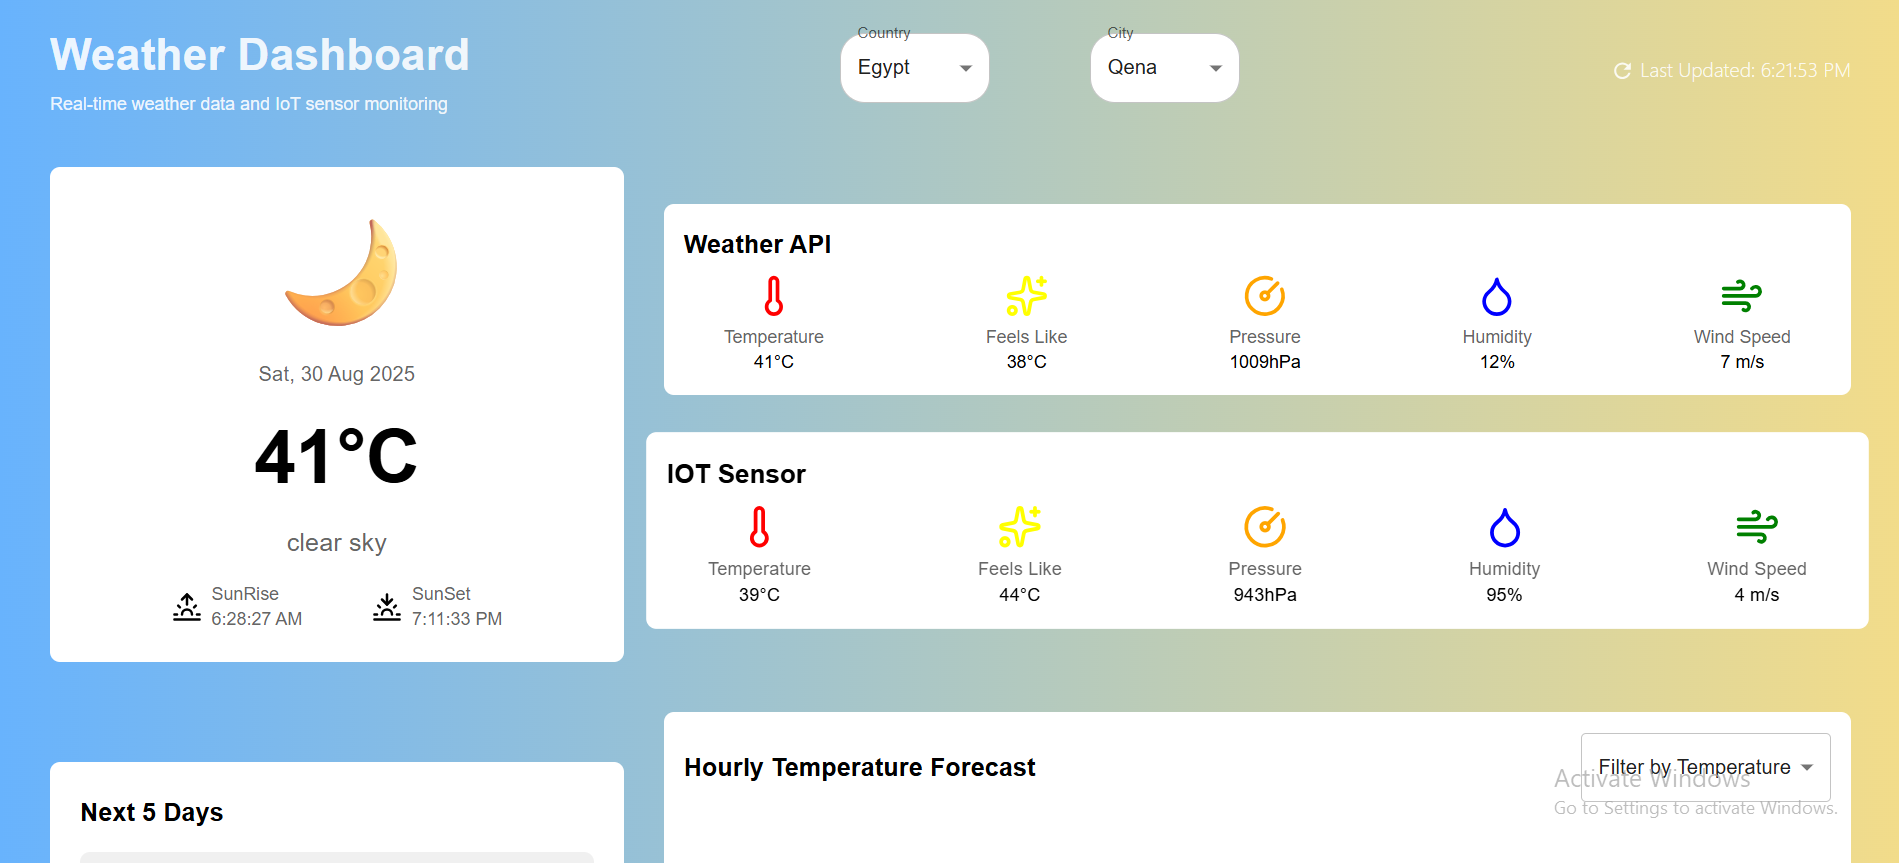 Weather Dashboard
Real-time weather data and IoT sensor monitoring
Country
Egypt
City
Qena
Last Updated: 6:21:53 PM
Sat, 30 Aug 2025
41°C
clear sky
SunRise
6:28:27 AM
SunSet
7:11:33 PM
Weather API
Temperature
41°C
Feels Like
38°C
Pressure
1009hPa
Humidity
12%
Wind Speed
7 m/s
IOT Sensor
Temperature
39°C
Feels Like
44°C
Pressure
943hPa
Humidity
95%
Wind Speed
4 m/s
Next 5 Days
Hourly Temperature Forecast
Filter by Temperature
Activate Windows
Go to Settings to activate Windows.